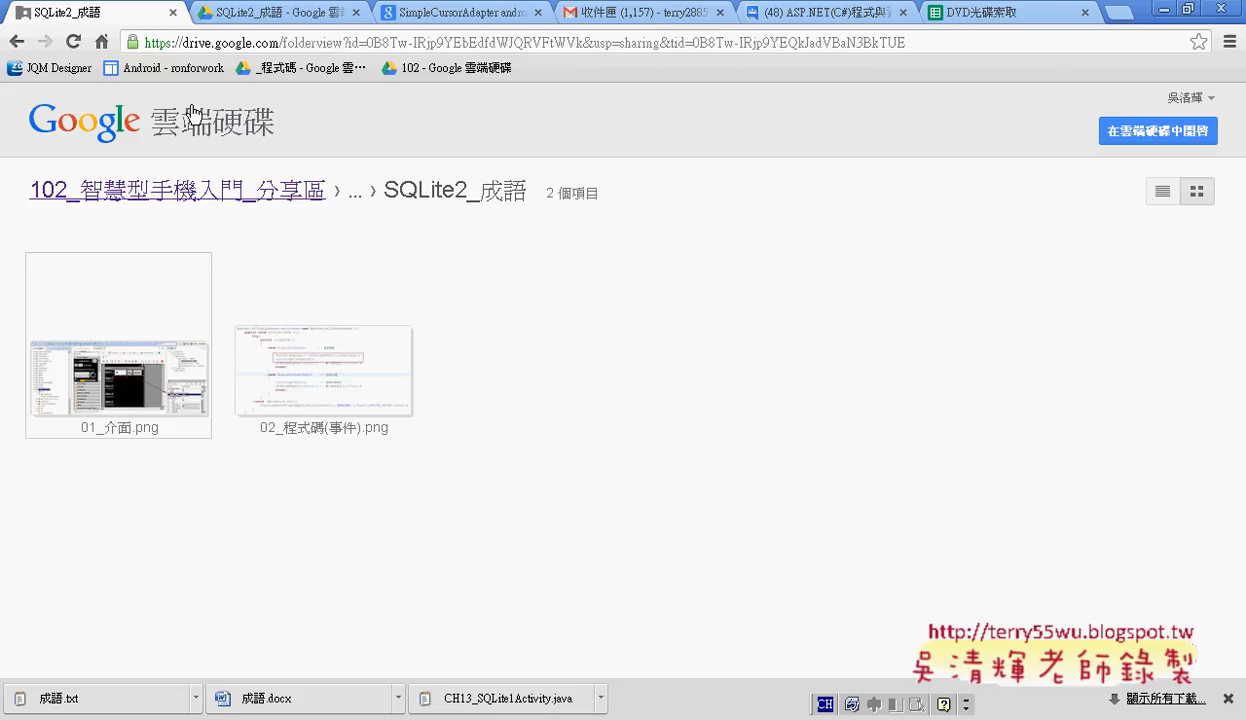 SQLite2_成語
SQLite2_成語 - Google 雲端
SimpleCursorAdapter andro
收件匣 (1,157) - terry2885
(48) ASP.NET(C#)程式與
DVD光碟索取
https://drive.google.com/folderview?id=0B8Tw-IRjp9YEbEdfdWJQRVFtWVk&usp=sharing&tid=0B8Tw-IRjp9YEQkJadVBaN3BkTUE
JQM Designer
Android - ronforwork
_程式碼 - Google 雲…
102 - Google 雲端硬碟
Google 雲端硬碟
吳清輝
在雲端硬碟中開啟
102_智慧型手機入門_分享區 › ... › SQLite2_成語 2 個項目
01_介面.png
02_程式碼(事件).png
http://terry55wu.blogspot.tw
吳清輝老師錄製
成語.txt
成語.docx
CH13_SQLite1Activity.java
CH
顯示所有下載...